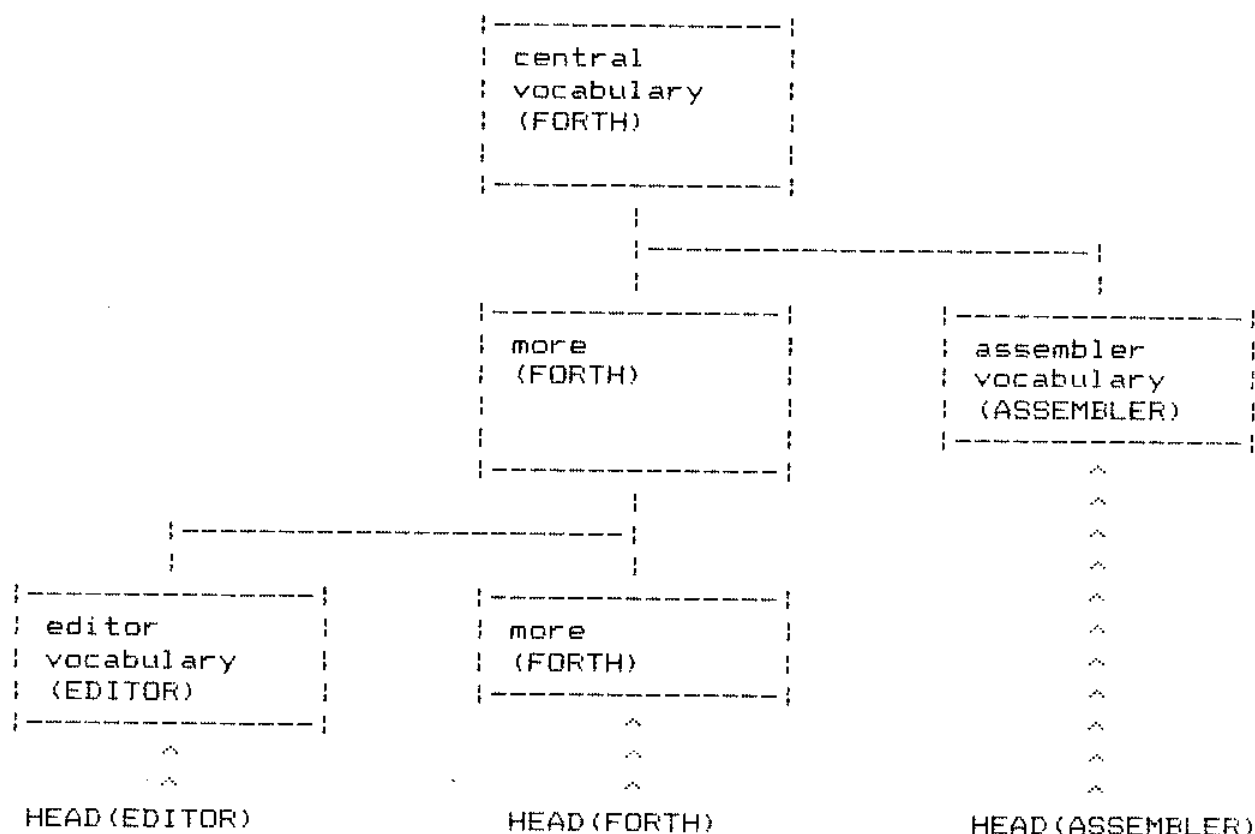 central
vocabulary
(FORTH)
more
(FORTH)
assembler
vocabulary
(ASSEMBLER)
editor
vocabulary
(EDITOR)
more
(FORTH)
HEAD(EDITOR)
HEAD(FORTH)
HEAD(ASSEMBLER)